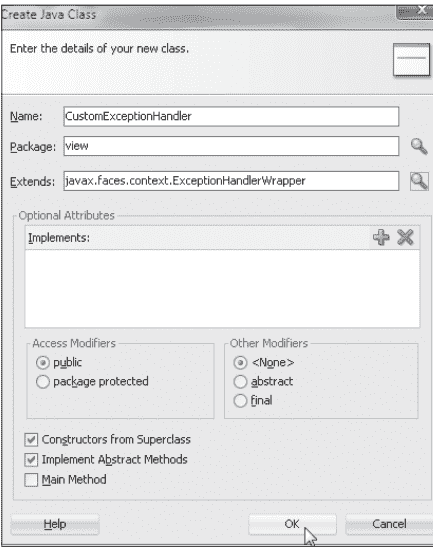 Create Java Class
Enter the details of your new class.
Name: CustomExceptionHandler
Package: view
Extends: javax.faces.context.ExceptionHandlerWrapper
Optional Attributes
Implements:
Access Modifiers
public
package protected
Other Modifiers
<None>
abstract
final
Constructors from Superclass
Implement Abstract Methods
Main Method
Help OK Cancel